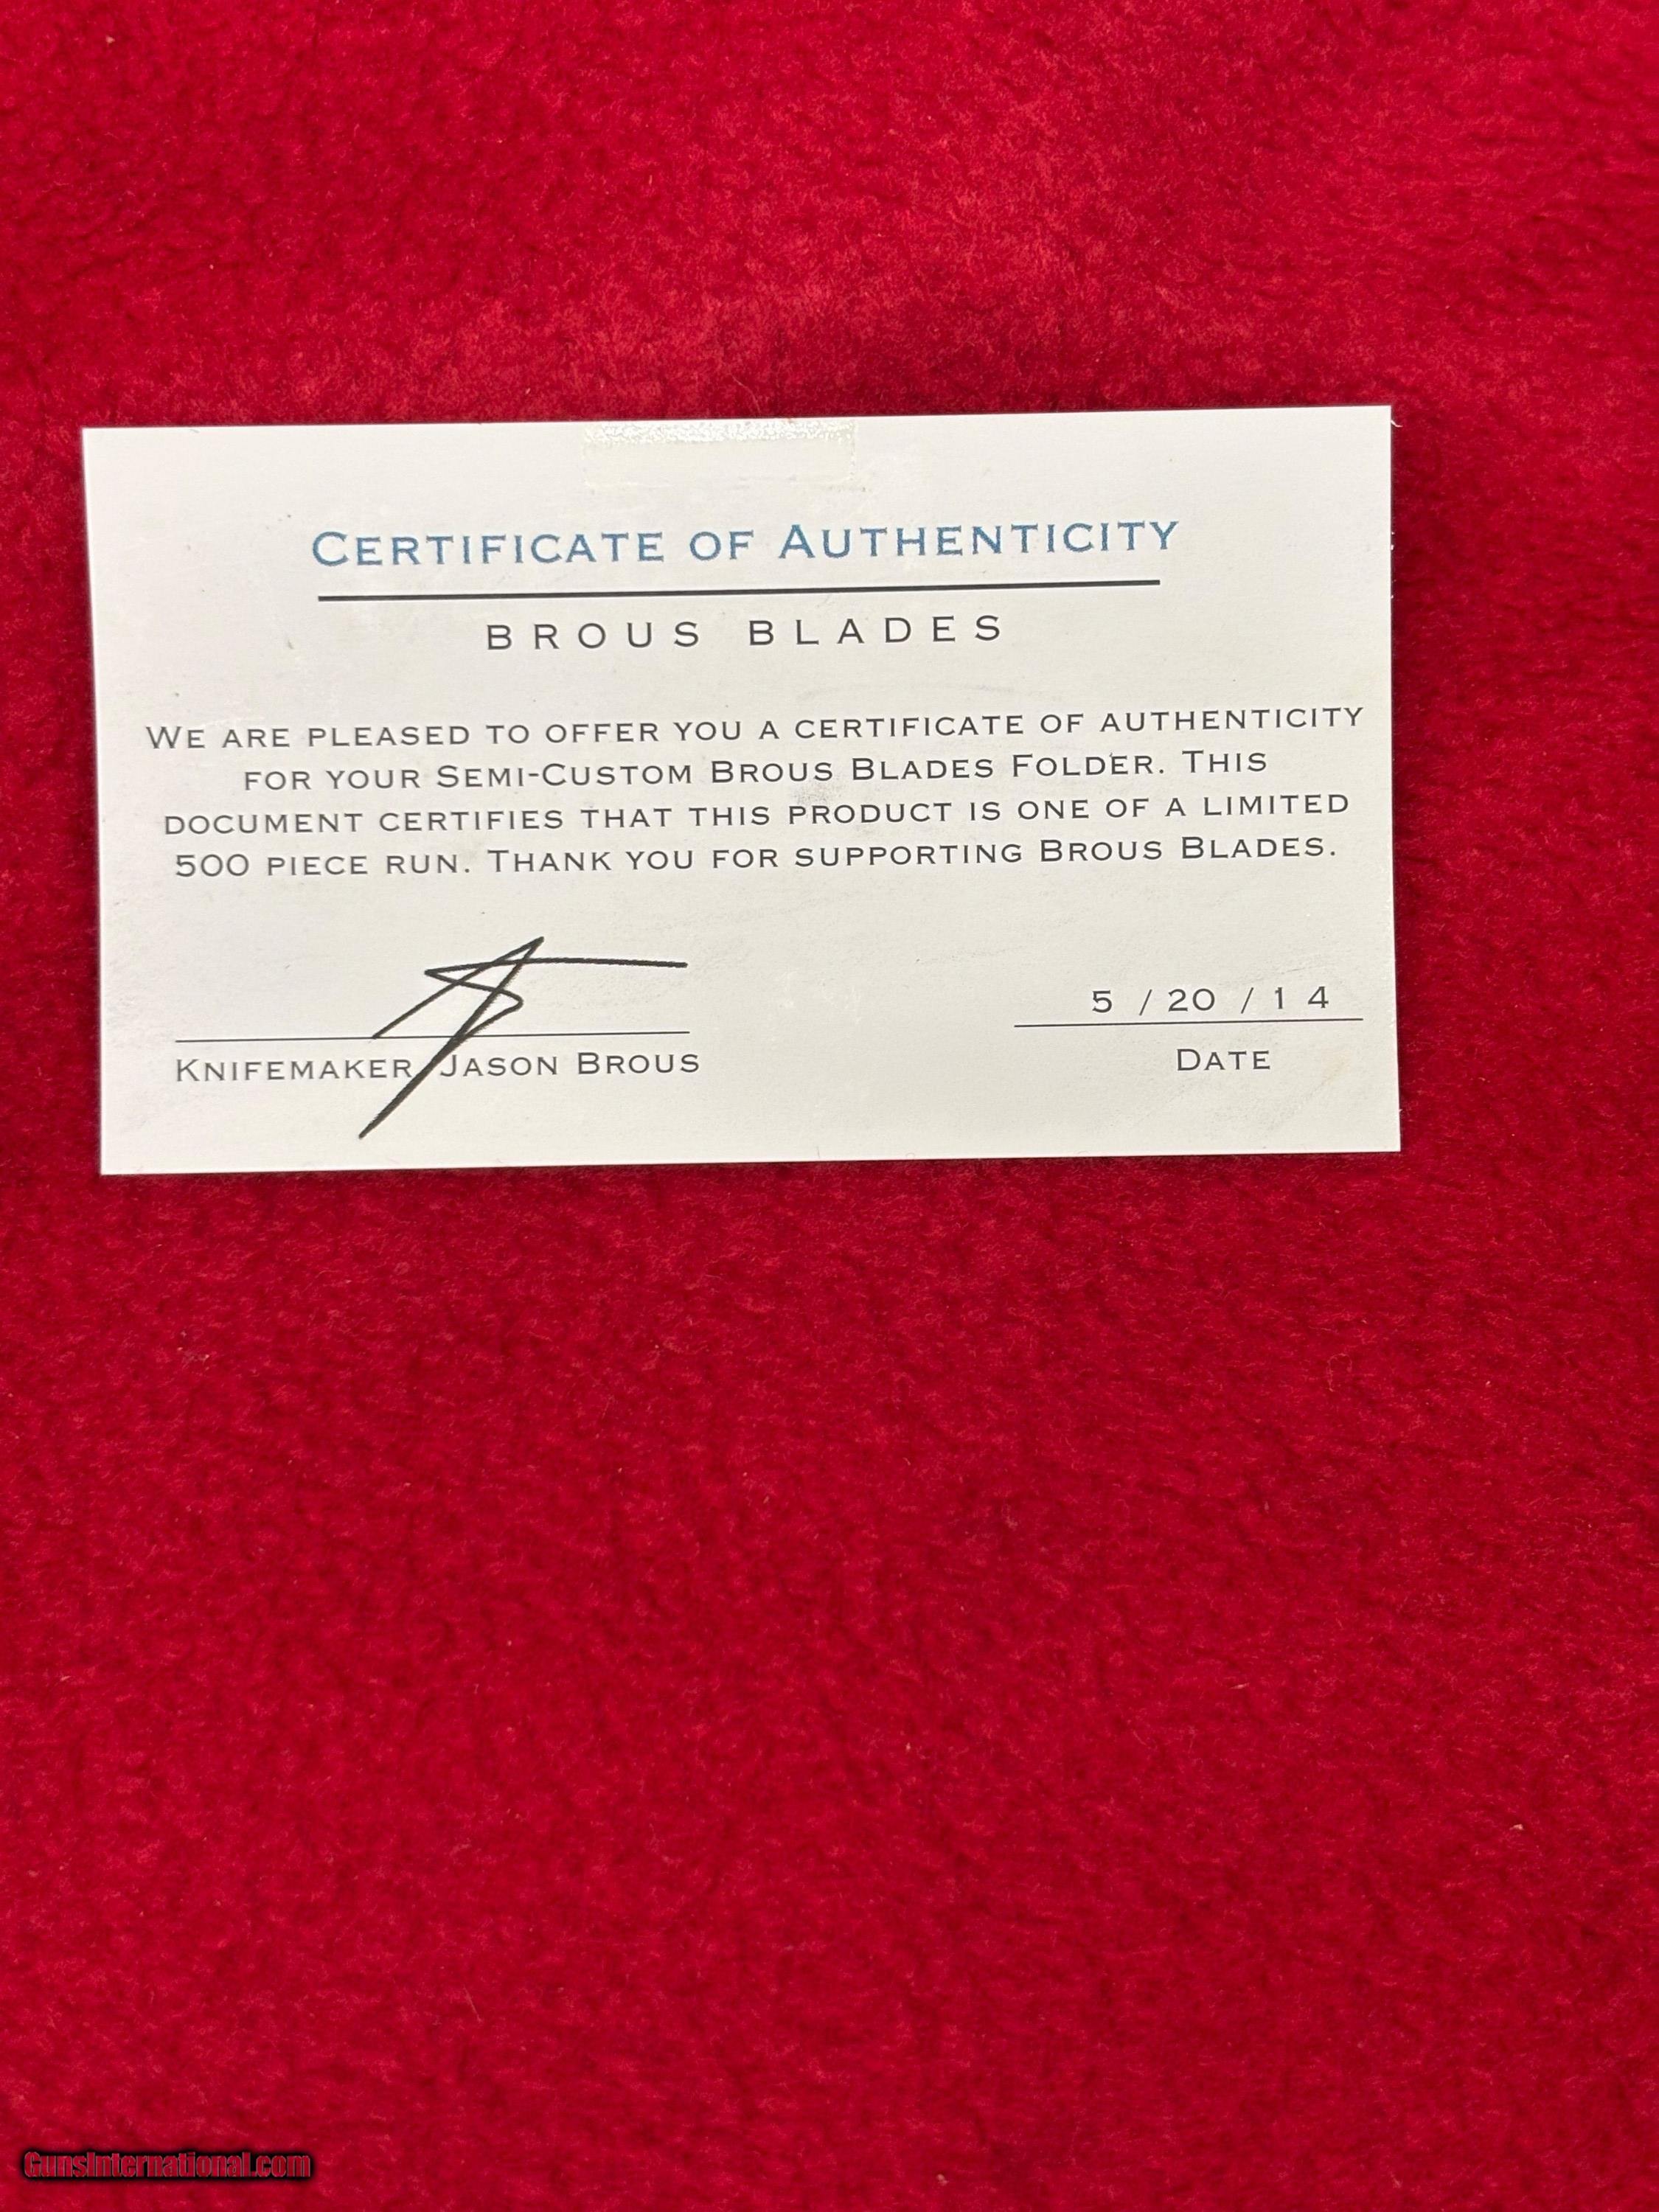 CERTIFICATE OF AUTHENTICITY
BROUS BLADES
WE ARE PLEASED TO OFFER YOU A CERTIFICATE OF AUTHENTICITY
FOR YOUR SEMI-CUSTOM BROUS BLADES FOLDER. THIS
DOCUMENT CERTIFIES THAT THIS PRODUCT IS ONE OF A LIMITED
500 PIECE RUN. THANK YOU FOR SUPPORTING BROUS BLADES.
5 / 20 / 1 4
KNIFEMAKER JASON BROUS
DATE
GunsInternational.com